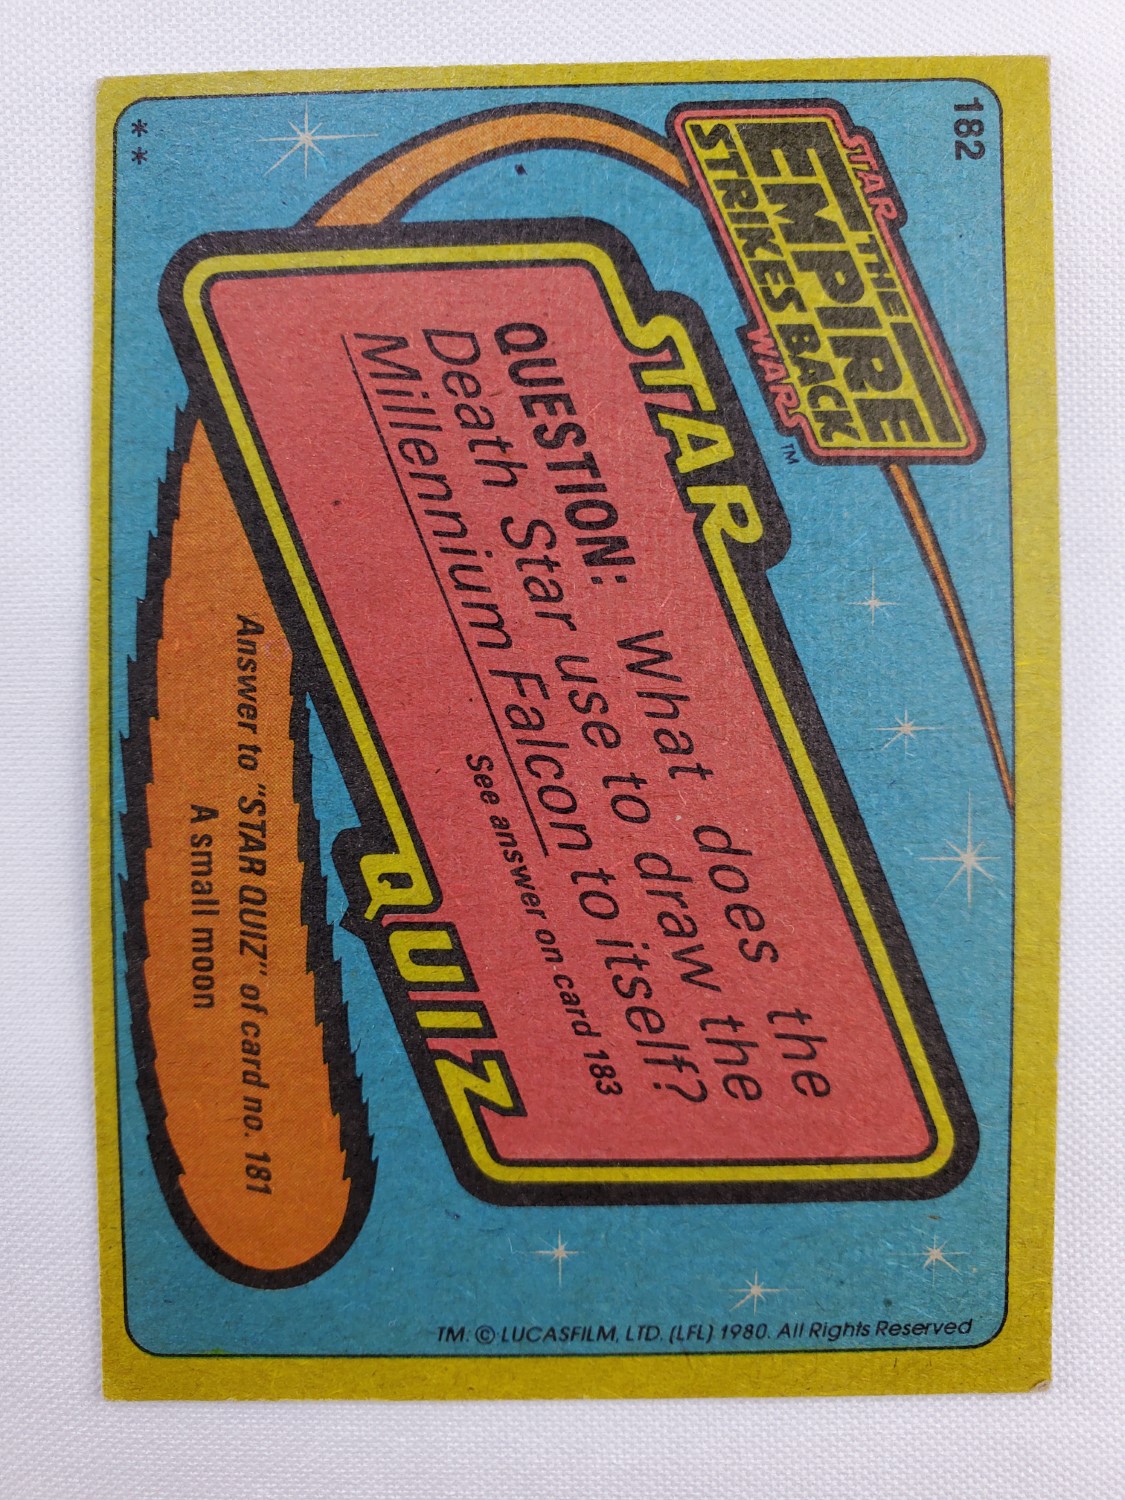 182
STAR
THE
EMPIRE
STRIKES BACK
WARS™
STAR
QUESTION: What does the
Death Star use to draw the
Millennium Falcon to itself?
See answer on card 183
QUIZ
Answer to "STAR QUIZ" of card no. 181
A small moon
* *
TM. © LUCASFILM, LTD. (LFL) 1980. All Rights Reserved